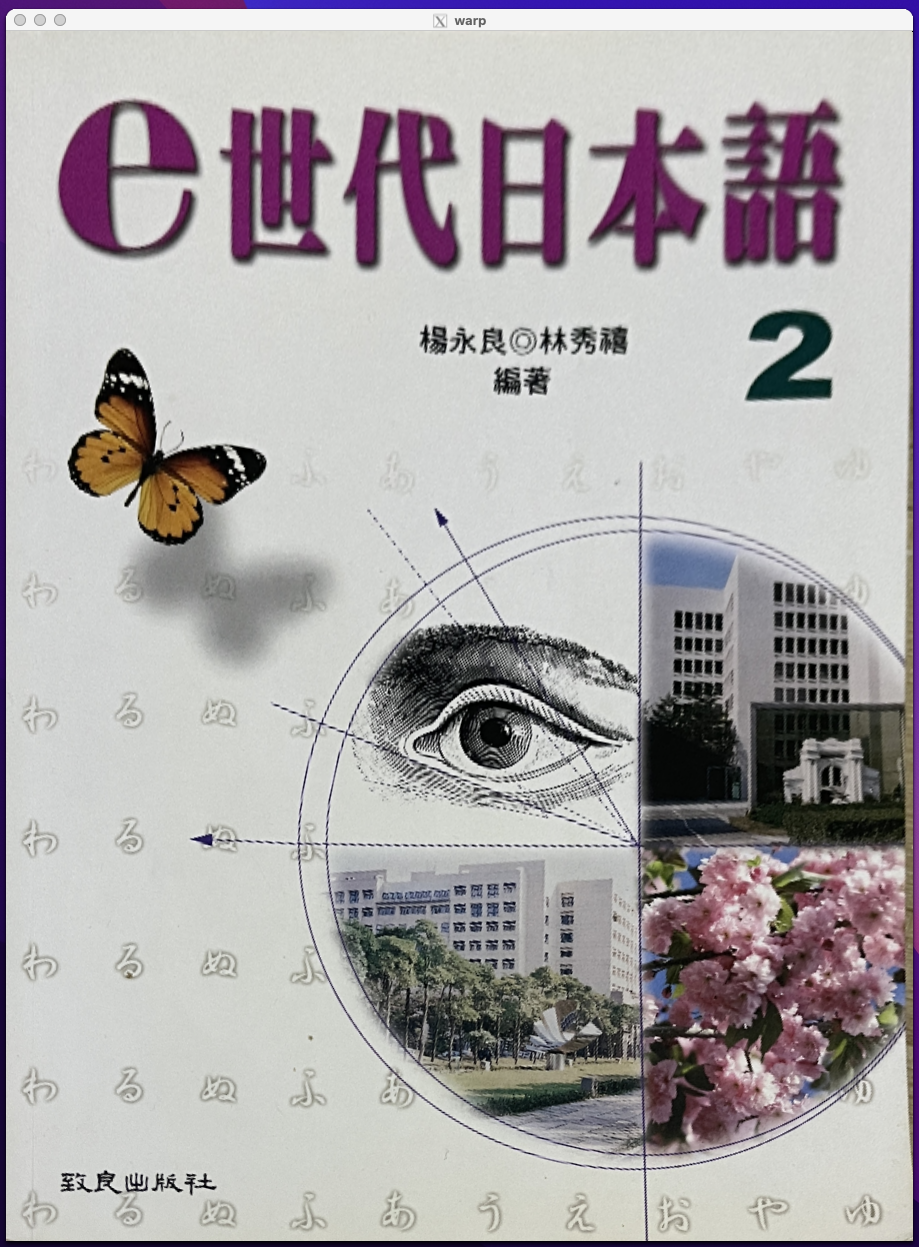 warp
e世代日本語
2
楊永良◎林秀禧
編著
わ ふ あ う え お や ゆ
わ る ぬ ふ あ ゆ
わ る ぬ ふ
わ る ぬ ふ
わ る ぬ ふ
わ る ぬ ふ あ ゆ
致良出版社
わ る ぬ ふ あ う え お や ゆ